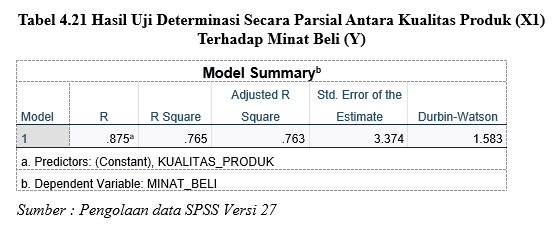 Tabel 4.21 Hasil Uji Determinasi Secara Parsial Antara Kualitas Produk (X1)
Terhadap Minat Beli (Y)
Model Summaryb
Model R R Square Adjusted R Square Std. Error of the Estimate Durbin-Watson
1 .875a .765 .763 3.374 1.583
a. Predictors: (Constant), KUALITAS_PRODUK
b. Dependent Variable: MINAT_BELI
Sumber : Pengolaan data SPSS Versi 27